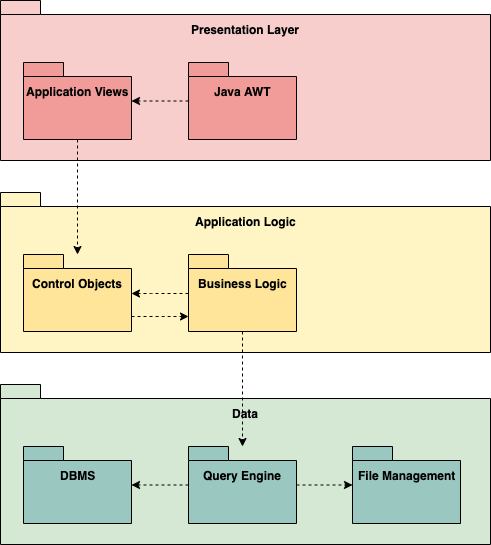 Presentation Layer
Application Views
Java AWT
Application Logic
Control Objects
Business Logic
Data
DBMS
Query Engine
File Management